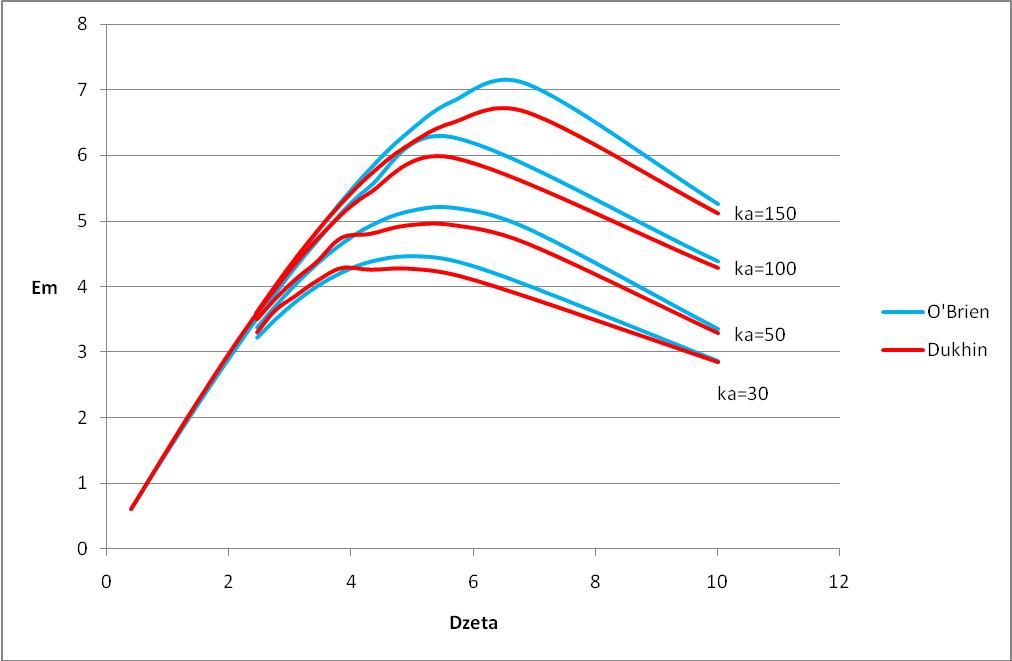 8
7
6
5
4
3
2
1
0
Em
0 2 4 6 8 10 12
Dzeta
ka=150
ka=100
ka=50
ka=30
O'Brien
Dukhin